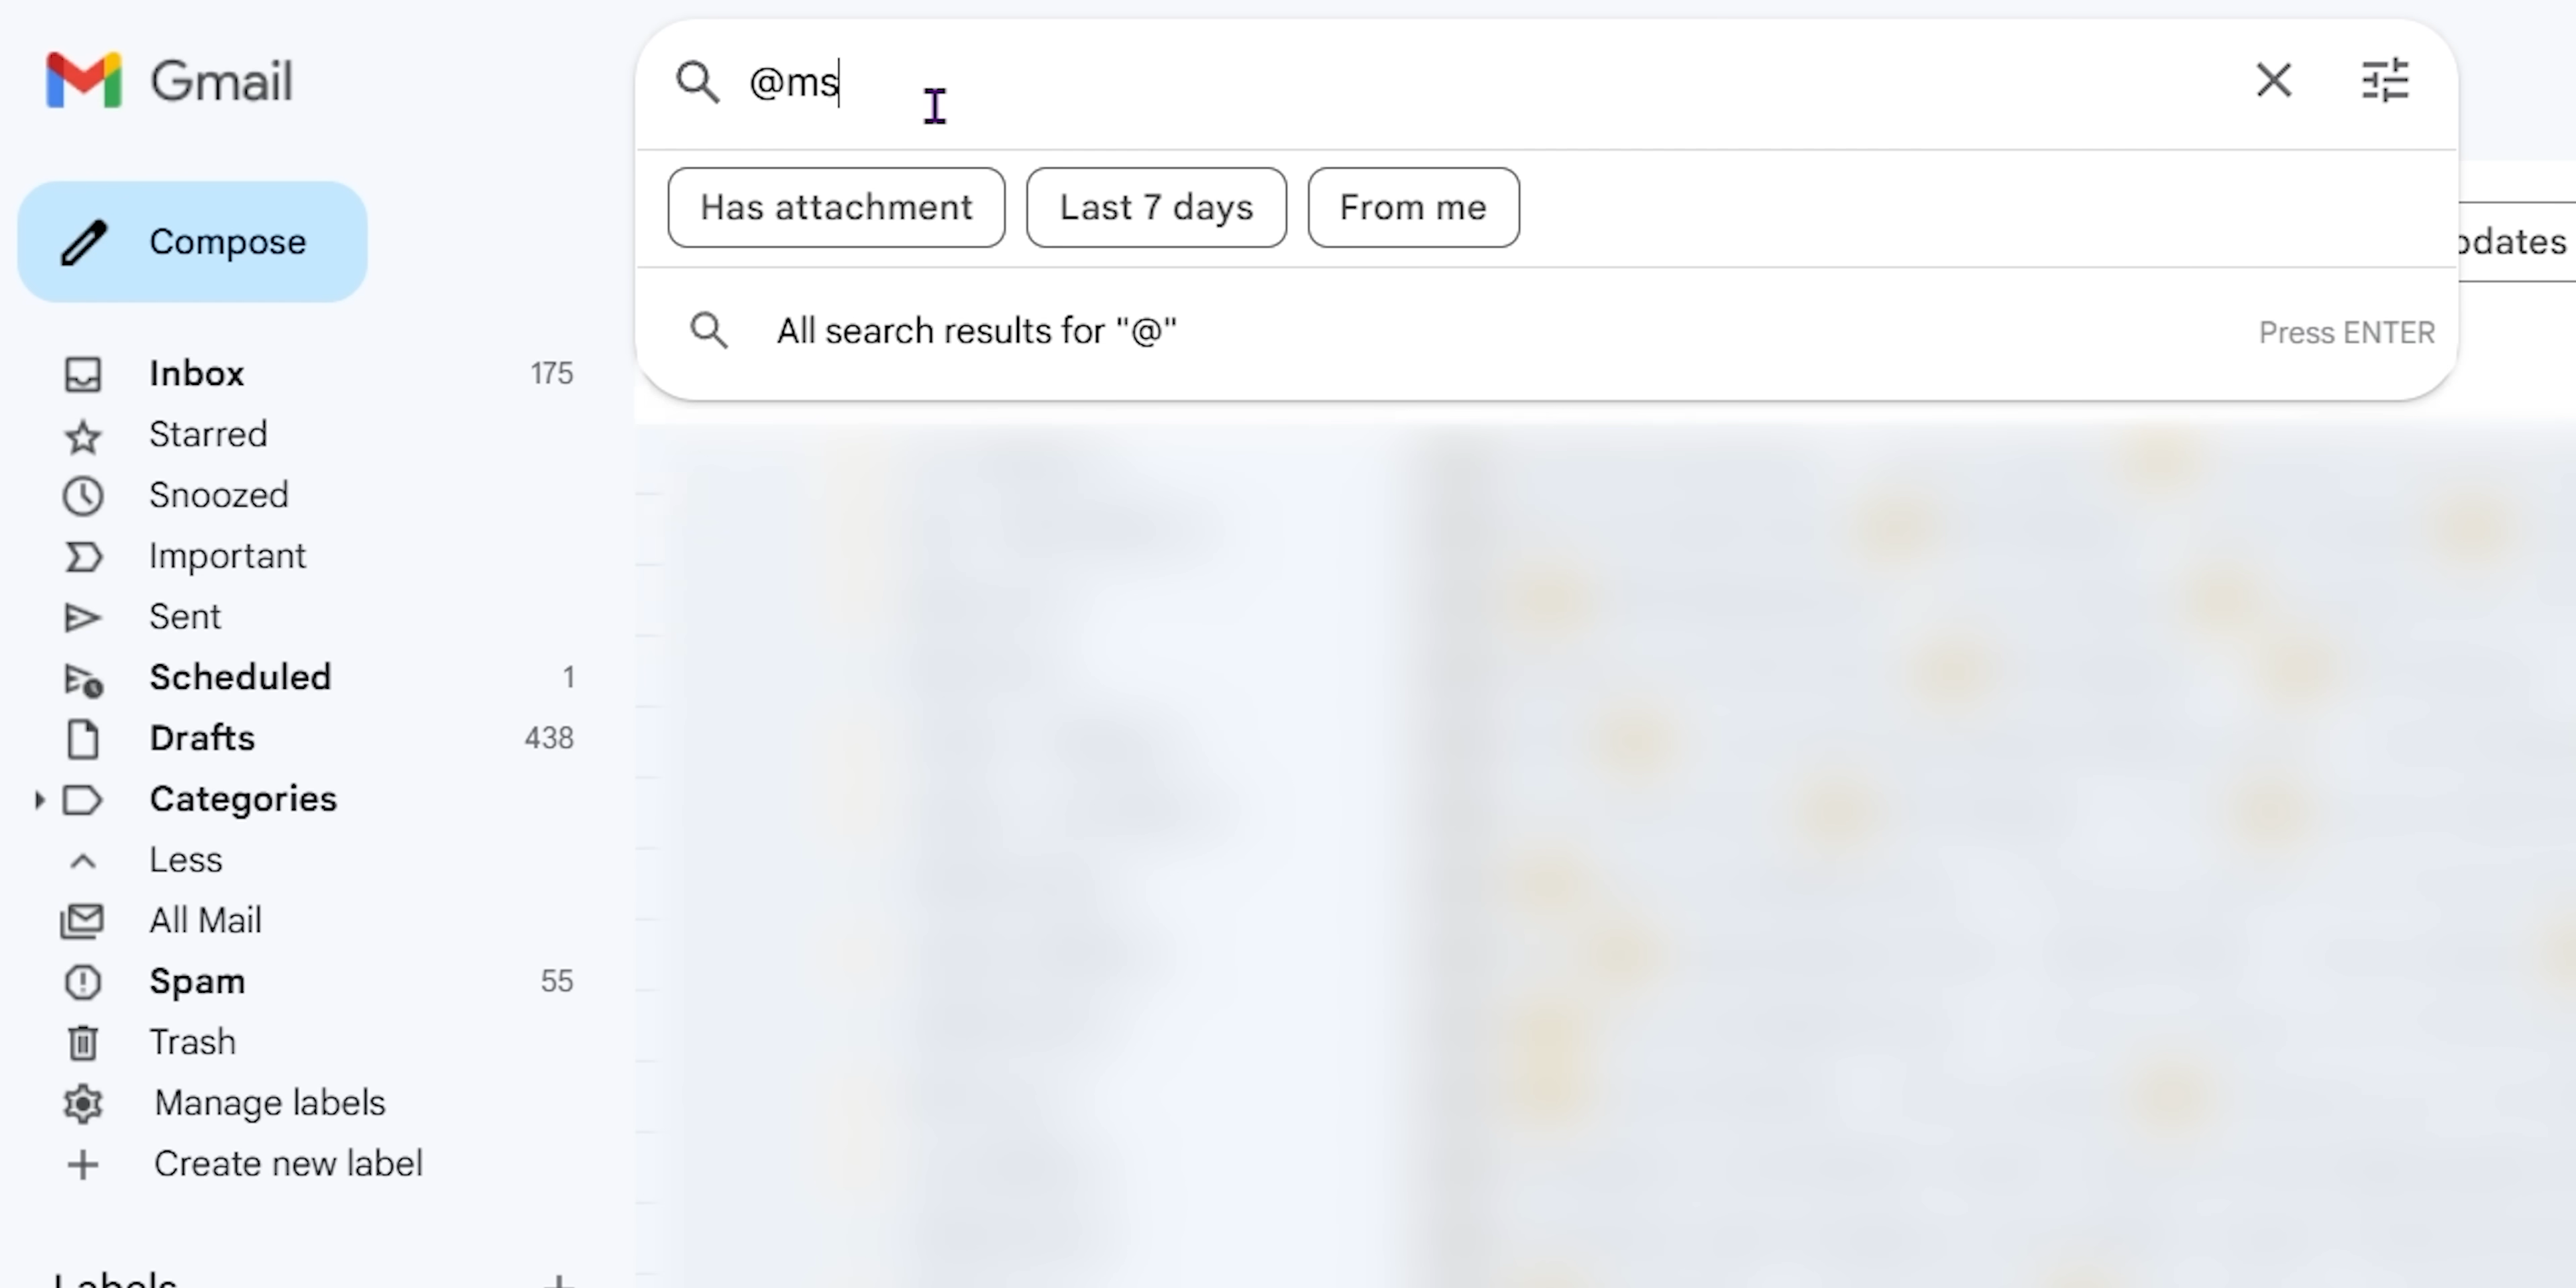 Gmail
@ms
Has attachment
Last 7 days
From me
All search results for "@"
Press ENTER
Compose
Inbox 175
Starred
Snoozed
Important
Sent
Scheduled 1
Drafts 438
Categories
Less
All Mail
Spam 55
Trash
Manage labels
Create new label
Labels